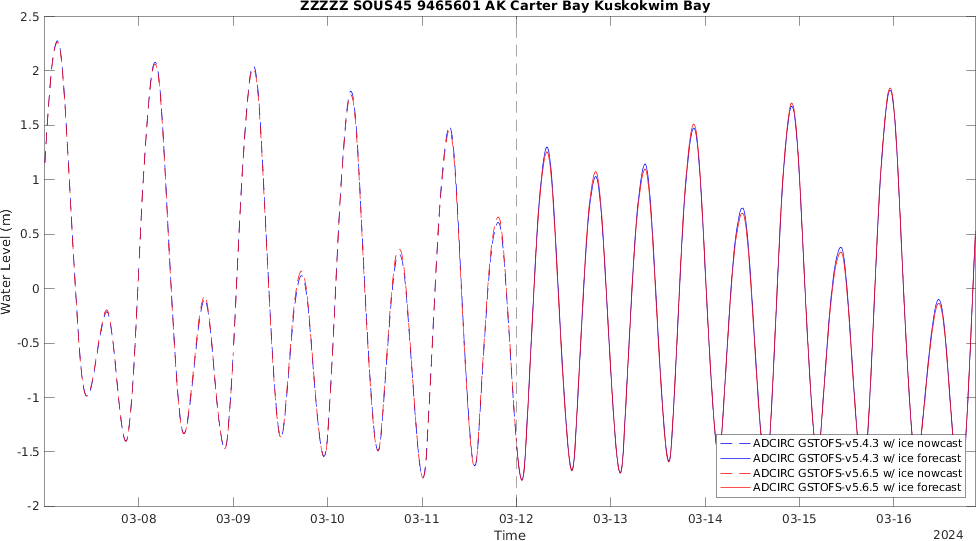 ZZZZZ SOUS45 9465601 AK Carter Bay Kuskokwim Bay
2.5
2
1.5
1
0.5
0
-0.5
-1
-1.5
-2
Water Level (m)
ADCIRC GSTOFS-v5.4.3 w/ ice nowcast
ADCIRC GSTOFS-v5.4.3 w/ ice forecast
ADCIRC GSTOFS-v5.6.5 w/ ice nowcast
ADCIRC GSTOFS-v5.6.5 w/ ice forecast
03-08 03-09 03-10 03-11 03-12 03-13 03-14 03-15 03-16
Time
2024